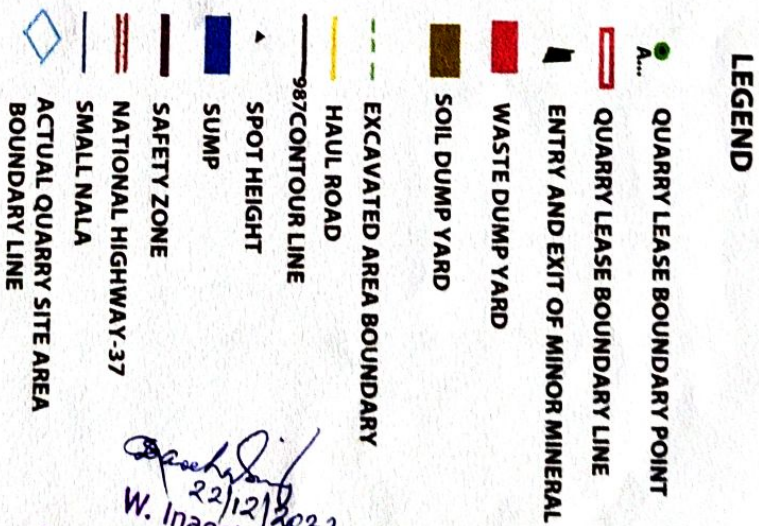 LEGEND
A... QUARRY LEASE BOUNDARY POINT
QUARRY LEASE BOUNDARY LINE
ENTRY AND EXIT OF MINOR MINERAL
WASTE DUMP YARD
SOIL DUMP YARD
EXCAVATED AREA BOUNDARY
HAUL ROAD
987CONTOUR LINE
SPOT HEIGHT
SUMP
SAFETY ZONE
NATIONAL HIGHWAY-37
SMALL NALA
ACTUAL QUARRY SITE AREA
BOUNDARY LINE
22/12/2022
W.